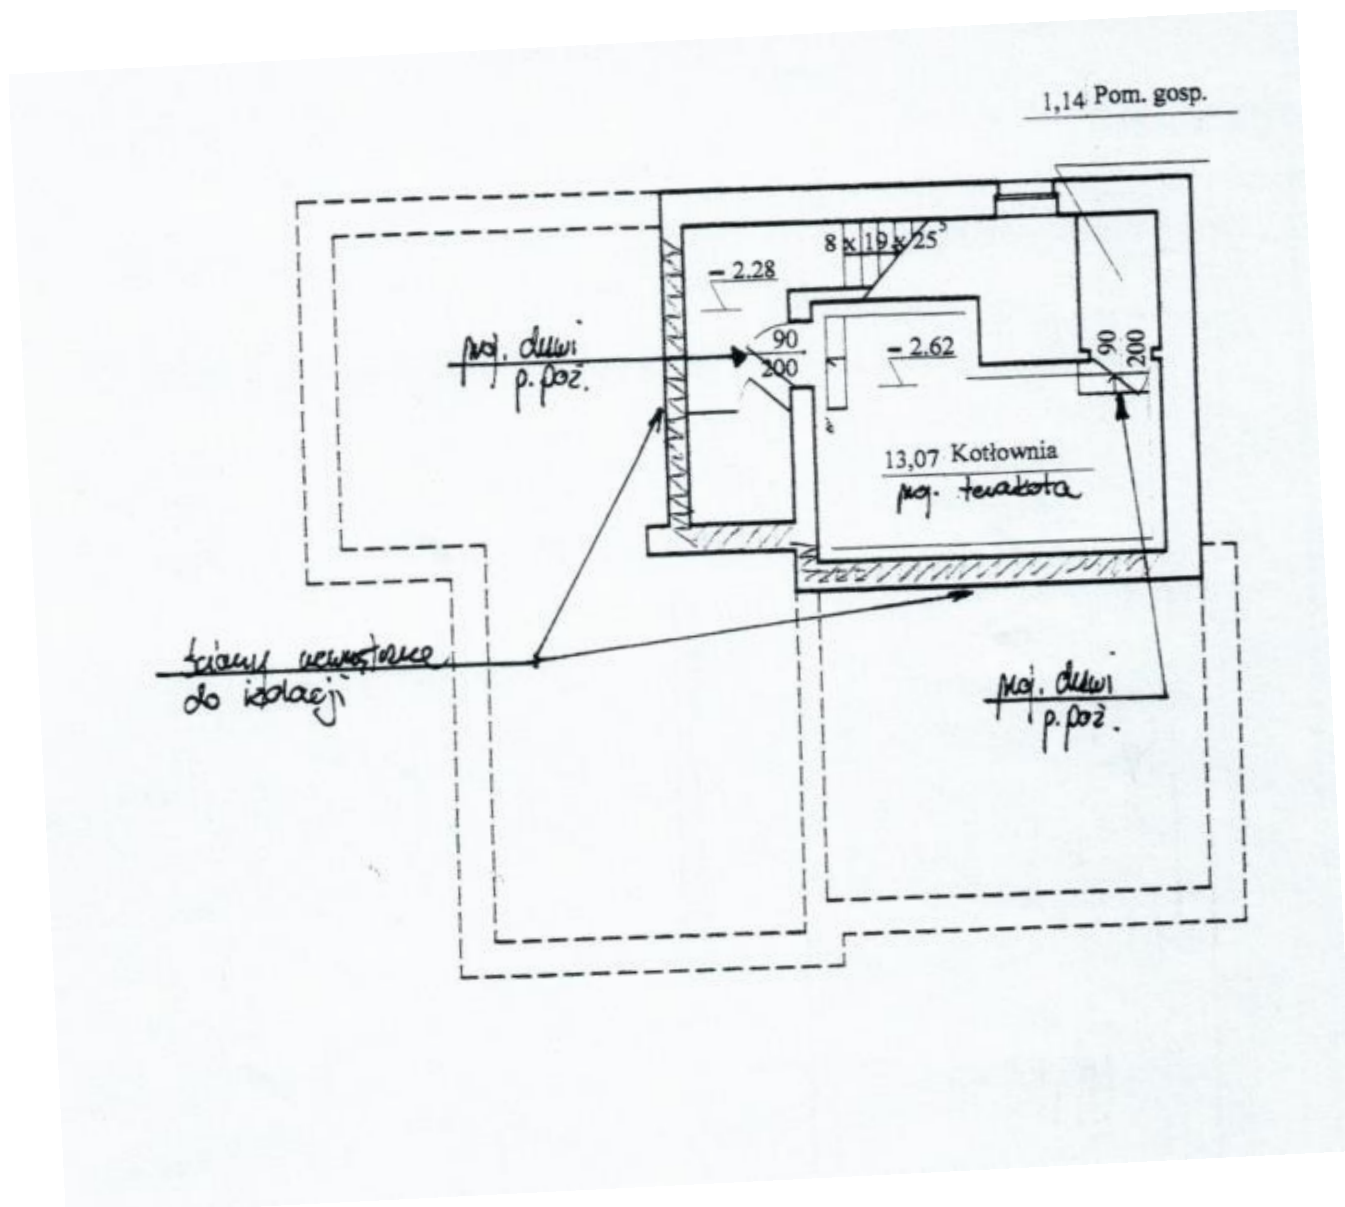 1,14 Pom. gosp.
8 x 19 x 25
- 2.28
proj. drzwi
p.poż.
90
200
- 2.62
90
200
13,07 Kotłownia
proj. terakota
ściany wewnętrzne
do izolacji
proj. drzwi
p.poż.